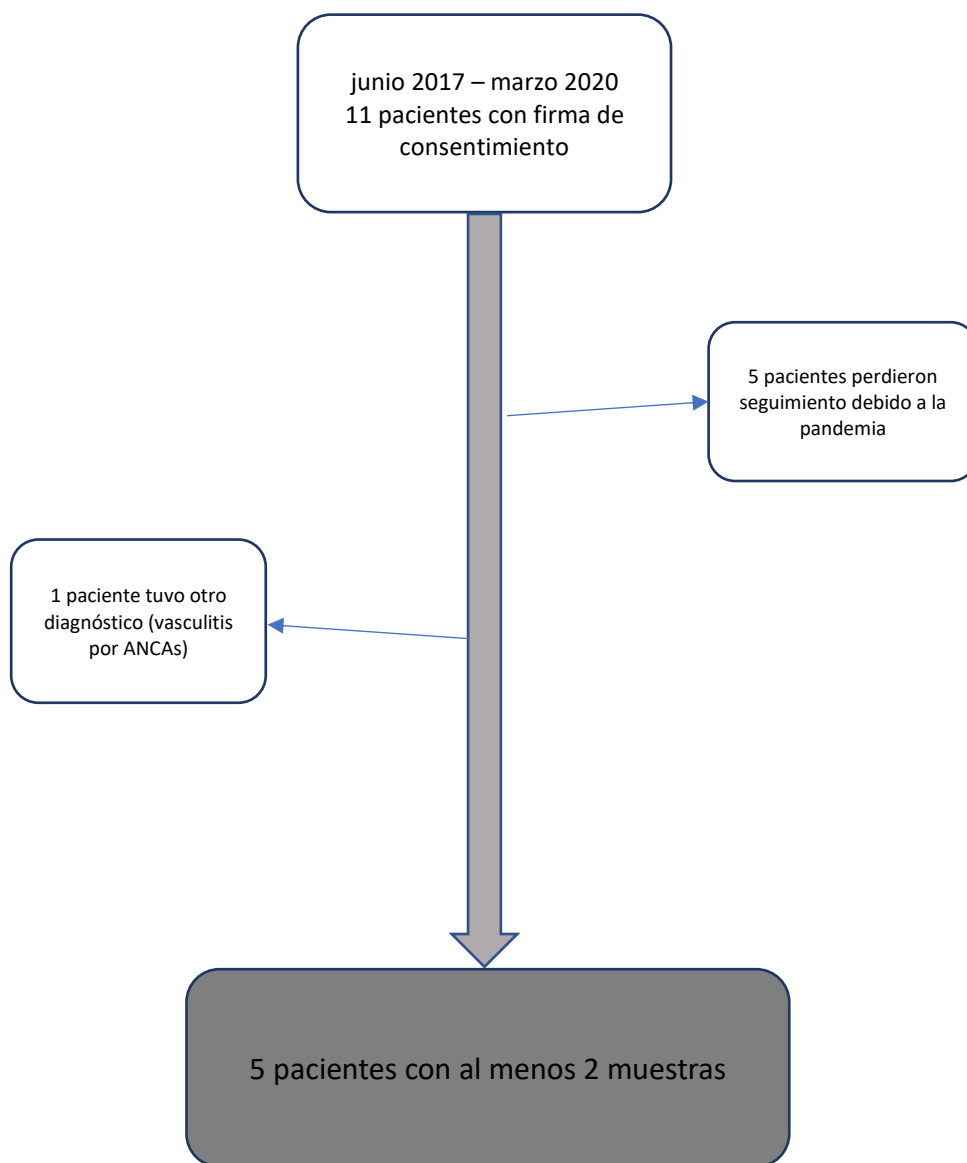 junio 2017 – marzo 2020
11 pacientes con firma de
consentimiento
5 pacientes perdieron
seguimiento debido a la
pandemia
1 paciente tuvo otro
diagnóstico (vasculitis
por ANCAs)
5 pacientes con al menos 2 muestras